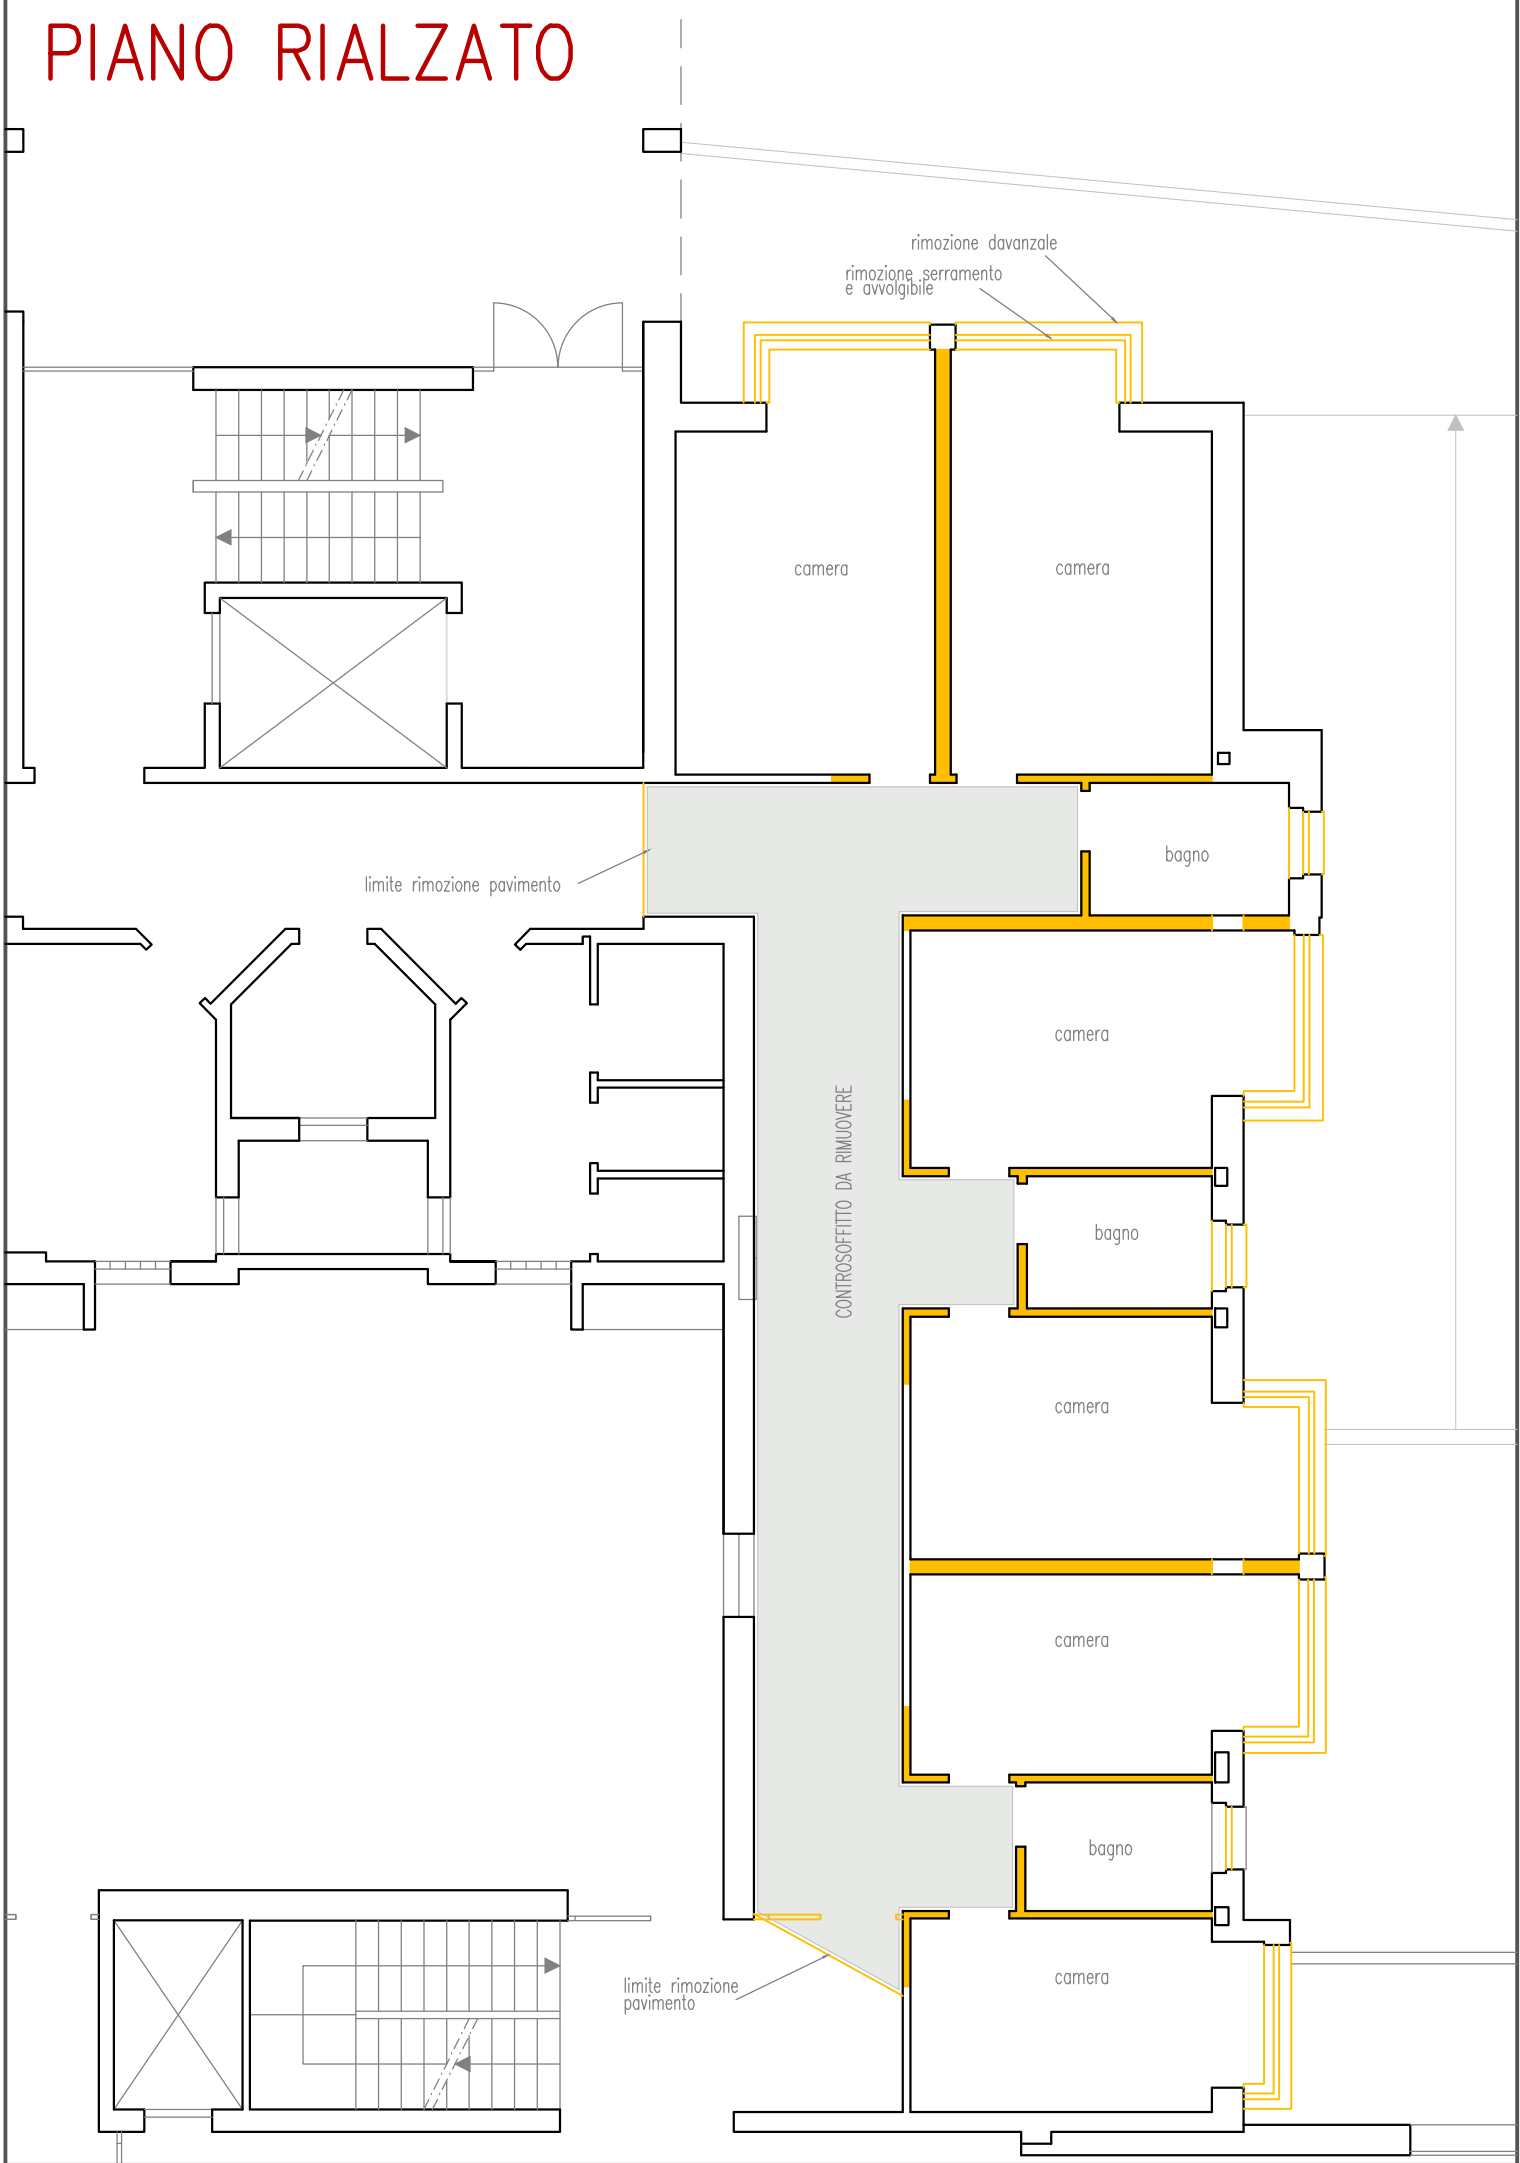 PIANO RIALZATO
rimozione davanzale
rimozione serramento
e avvolgibile
camera
camera
bagno
limite rimozione pavimento
camera
CONTROSOFFITTO DA RIMUOVERE
bagno
camera
camera
bagno
camera
limite rimozione
pavimento